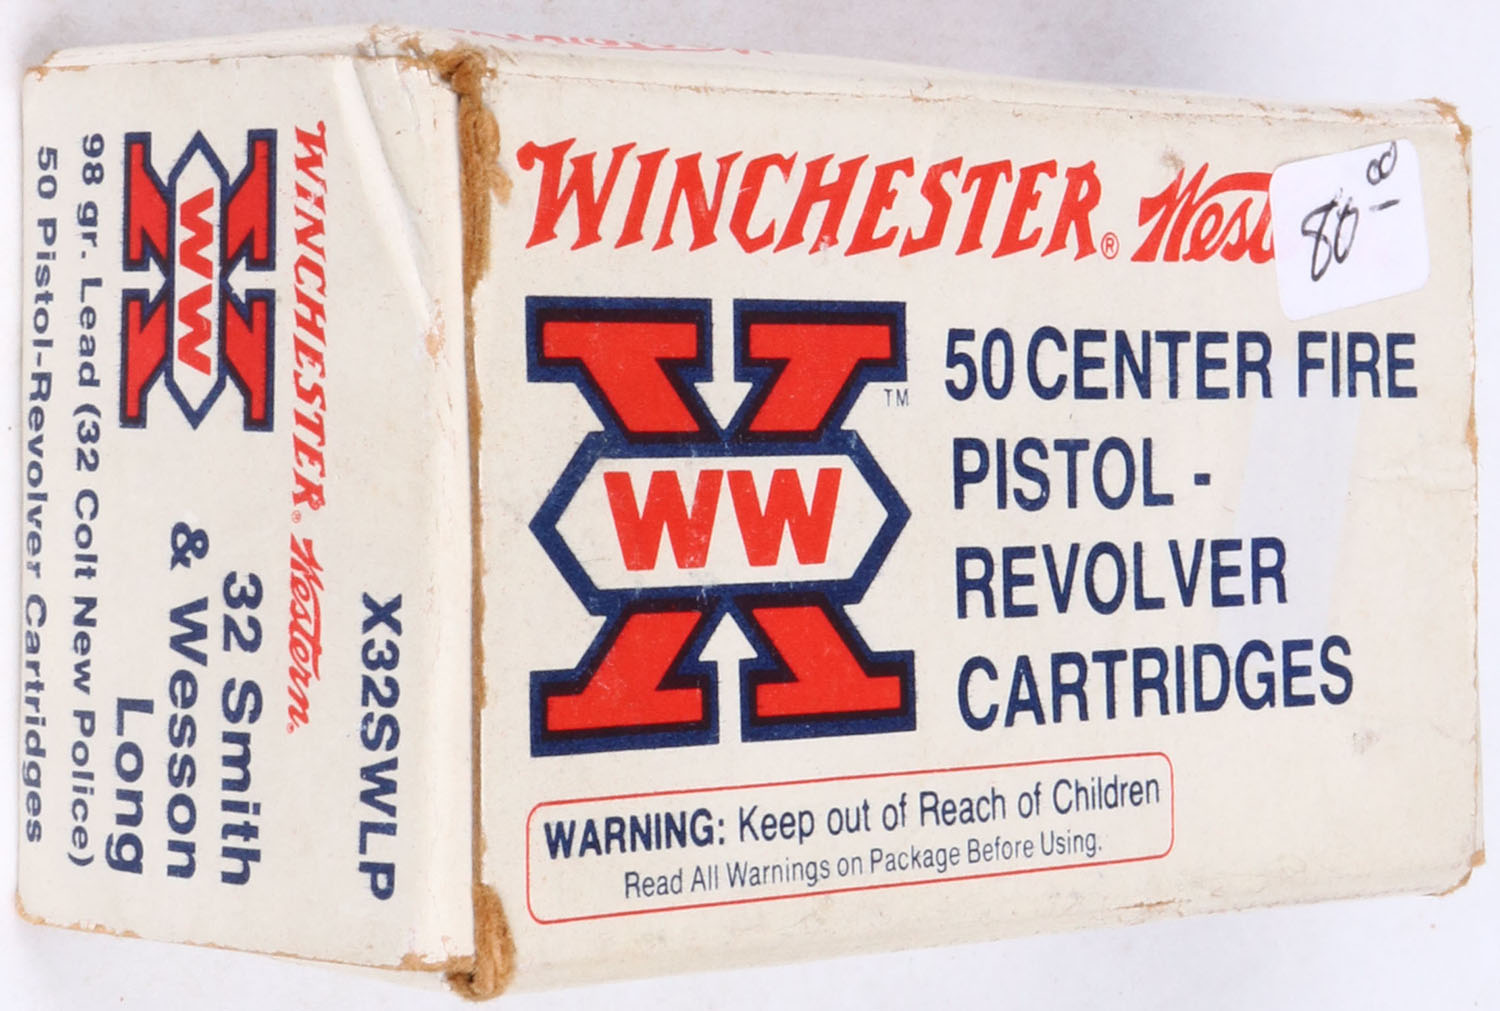 WINCHESTER® Wes
80 00
WW
TM
50 CENTER FIRE
PISTOL -
REVOLVER
CARTRIDGES
WARNING: Keep out of Reach of Children
Read All Warnings on Package Before Using.
X32SWLP
WINCHESTER® Western®
WW
32 Smith
& Wesson
Long
98 gr. Lead (32 Colt New Police)
50 Pistol-Revolver Cartridges